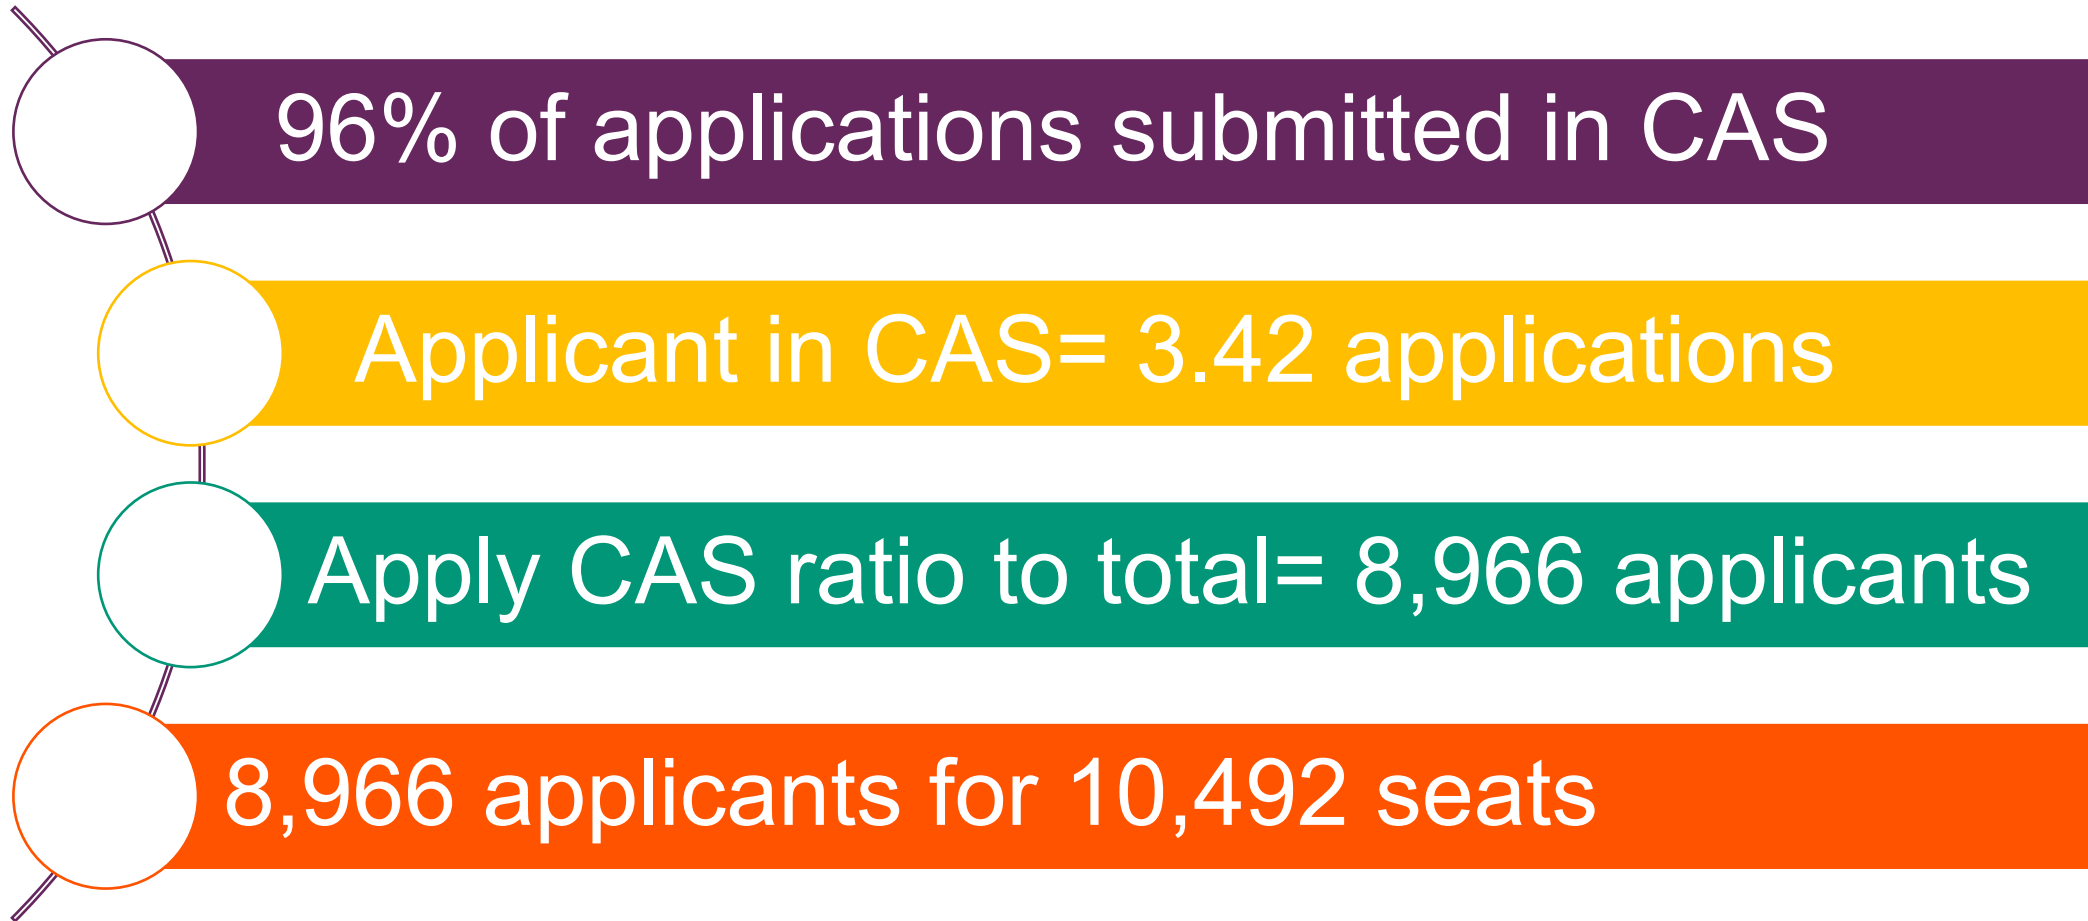 96% of applications submitted in CAS
Applicant in CAS= 3.42 applications
Apply CAS ratio to total= 8,966 applicants
8,966 applicants for 10,492 seats